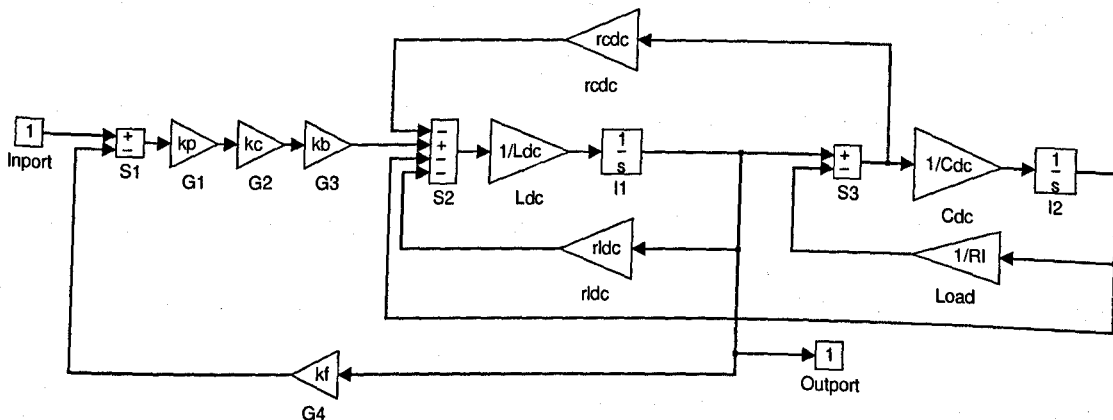 rcdc
rcdc
1
Inport
+
−
S1
kp
G1
kc
G2
kb
G3
−
+
−
−
S2
1/Ldc
Ldc
1
s
I1
+
−
S3
1/Cdc
Cdc
1
s
I2
rldc
rldc
1/Rl
Load
1
Outport
kf
G4